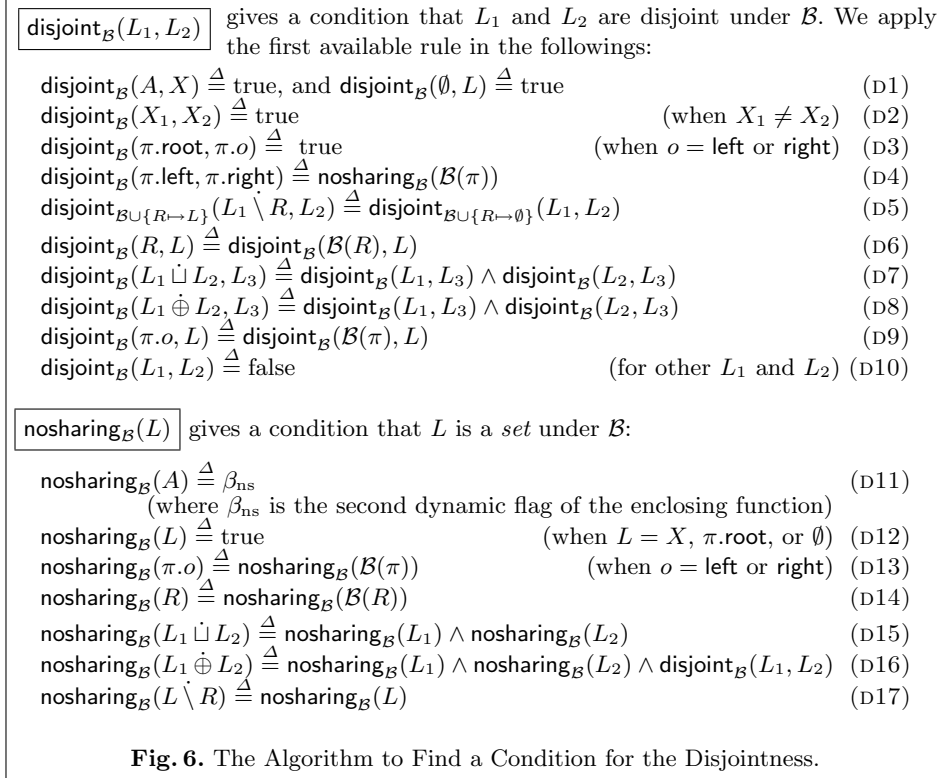 disjoint_ℬ(L₁, L₂) gives a condition that L₁ and L₂ are disjoint under ℬ. We apply
the first available rule in the followings:
disjoint_ℬ(A, X) ≜ true, and disjoint_ℬ(∅, L) ≜ true (D1)
disjoint_ℬ(X₁, X₂) ≜ true (when X₁ ≠ X₂) (D2)
disjoint_ℬ(π.root, π.o) ≜ true (when o = left or right) (D3)
disjoint_ℬ(π.left, π.right) ≜ nosharing_ℬ(ℬ(π)) (D4)
disjoint_{ℬ∪{R↦L}}(L₁ ∖̇ R, L₂) ≜ disjoint_{ℬ∪{R↦∅}}(L₁, L₂) (D5)
disjoint_ℬ(R, L) ≜ disjoint_ℬ(ℬ(R), L) (D6)
disjoint_ℬ(L₁ ⊔̇ L₂, L₃) ≜ disjoint_ℬ(L₁, L₃) ∧ disjoint_ℬ(L₂, L₃) (D7)
disjoint_ℬ(L₁ ⊕̇ L₂, L₃) ≜ disjoint_ℬ(L₁, L₃) ∧ disjoint_ℬ(L₂, L₃) (D8)
disjoint_ℬ(π.o, L) ≜ disjoint_ℬ(ℬ(π), L) (D9)
disjoint_ℬ(L₁, L₂) ≜ false (for other L₁ and L₂) (D10)
nosharing_ℬ(L) gives a condition that L is a set under ℬ:
nosharing_ℬ(A) ≜ β_ns (D11)
(where β_ns is the second dynamic flag of the enclosing function)
nosharing_ℬ(L) ≜ true (when L = X, π.root, or ∅) (D12)
nosharing_ℬ(π.o) ≜ nosharing_ℬ(ℬ(π)) (when o = left or right) (D13)
nosharing_ℬ(R) ≜ nosharing_ℬ(ℬ(R)) (D14)
nosharing_ℬ(L₁ ⊔̇ L₂) ≜ nosharing_ℬ(L₁) ∧ nosharing_ℬ(L₂) (D15)
nosharing_ℬ(L₁ ⊕̇ L₂) ≜ nosharing_ℬ(L₁) ∧ nosharing_ℬ(L₂) ∧ disjoint_ℬ(L₁, L₂) (D16)
nosharing_ℬ(L ∖̇ R) ≜ nosharing_ℬ(L) (D17)
Fig. 6. The Algorithm to Find a Condition for the Disjointness.